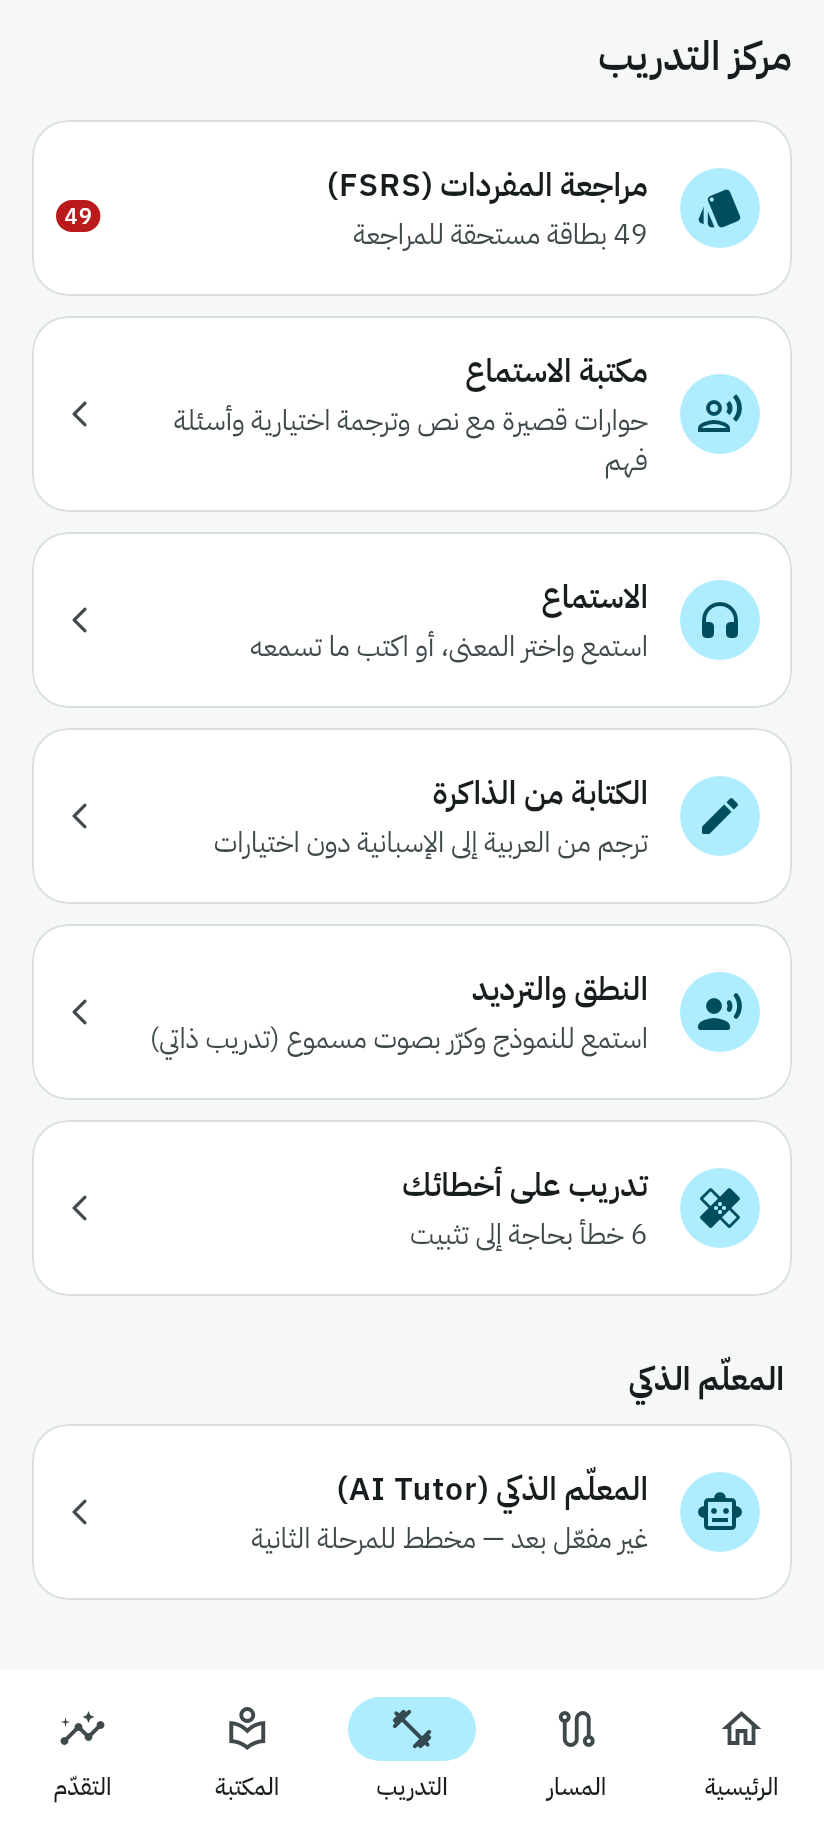 مركز التدريب
مراجعة المفردات (FSRS)
49 بطاقة مستحقة للمراجعة
49
مكتبة الاستماع
حوارات قصيرة مع نص وترجمة اختيارية وأسئلة
فهم
الاستماع
استمع واختر المعنى، أو اكتب ما تسمعه
الكتابة من الذاكرة
ترجم من العربية إلى الإسبانية دون اختيارات
النطق والترديد
استمع للنموذج وكرّر بصوت مسموع (تدريب ذاتي)
تدريب على أخطائك
6 خطأ بحاجة إلى تثبيت
المعلّم الذكي
المعلّم الذكي (AI Tutor)
غير مفعّل بعد — مخطط للمرحلة الثانية
الرئيسية
المسار
التدريب
المكتبة
التقدّم